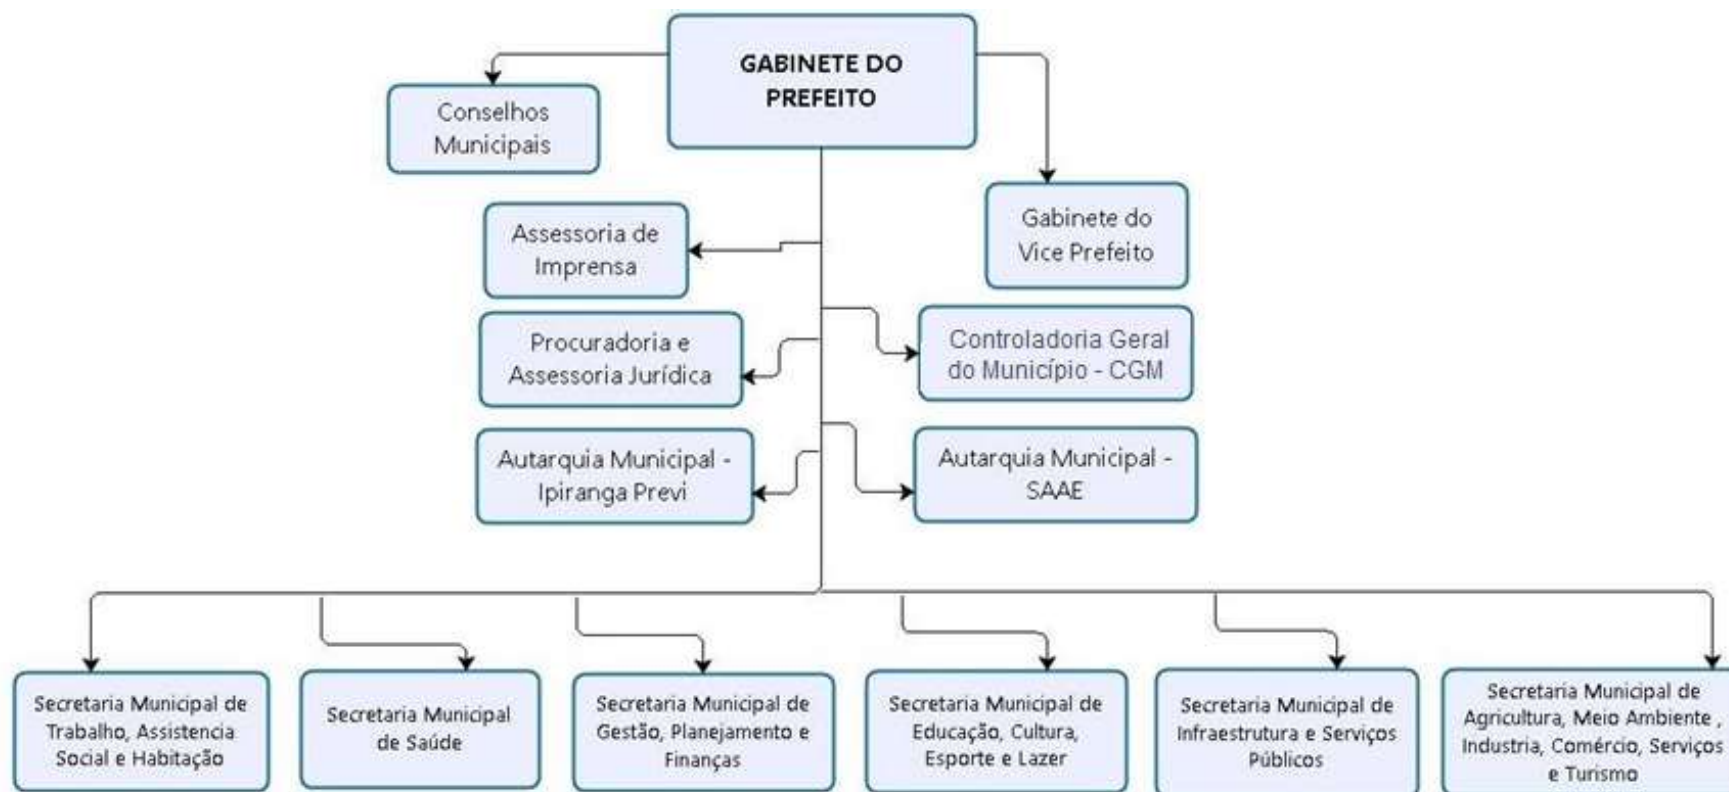 GABINETE DO
PREFEITO
Conselhos
Municipais
Gabinete do
Vice Prefeito
Assessoria de
Imprensa
Procuradoria e
Assessoria Jurídica
Controladoria Geral
do Município - CGM
Autarquia Municipal -
Ipiranga Previ
Autarquia Municipal -
SAAE
Secretaria Municipal de
Trabalho, Assistencia
Social e Habitação
Secretaria Municipal
de Saúde
Secretaria Municipal de
Gestão, Planejamento e
Finanças
Secretaria Municipal de
Educação, Cultura,
Esporte e Lazer
Secretaria Municipal de
Infraestrutura e Serviços
Públicos
Secretaria Municipal de
Agricultura, Meio Ambiente ,
Industria, Comércio, Serviços
e Turismo